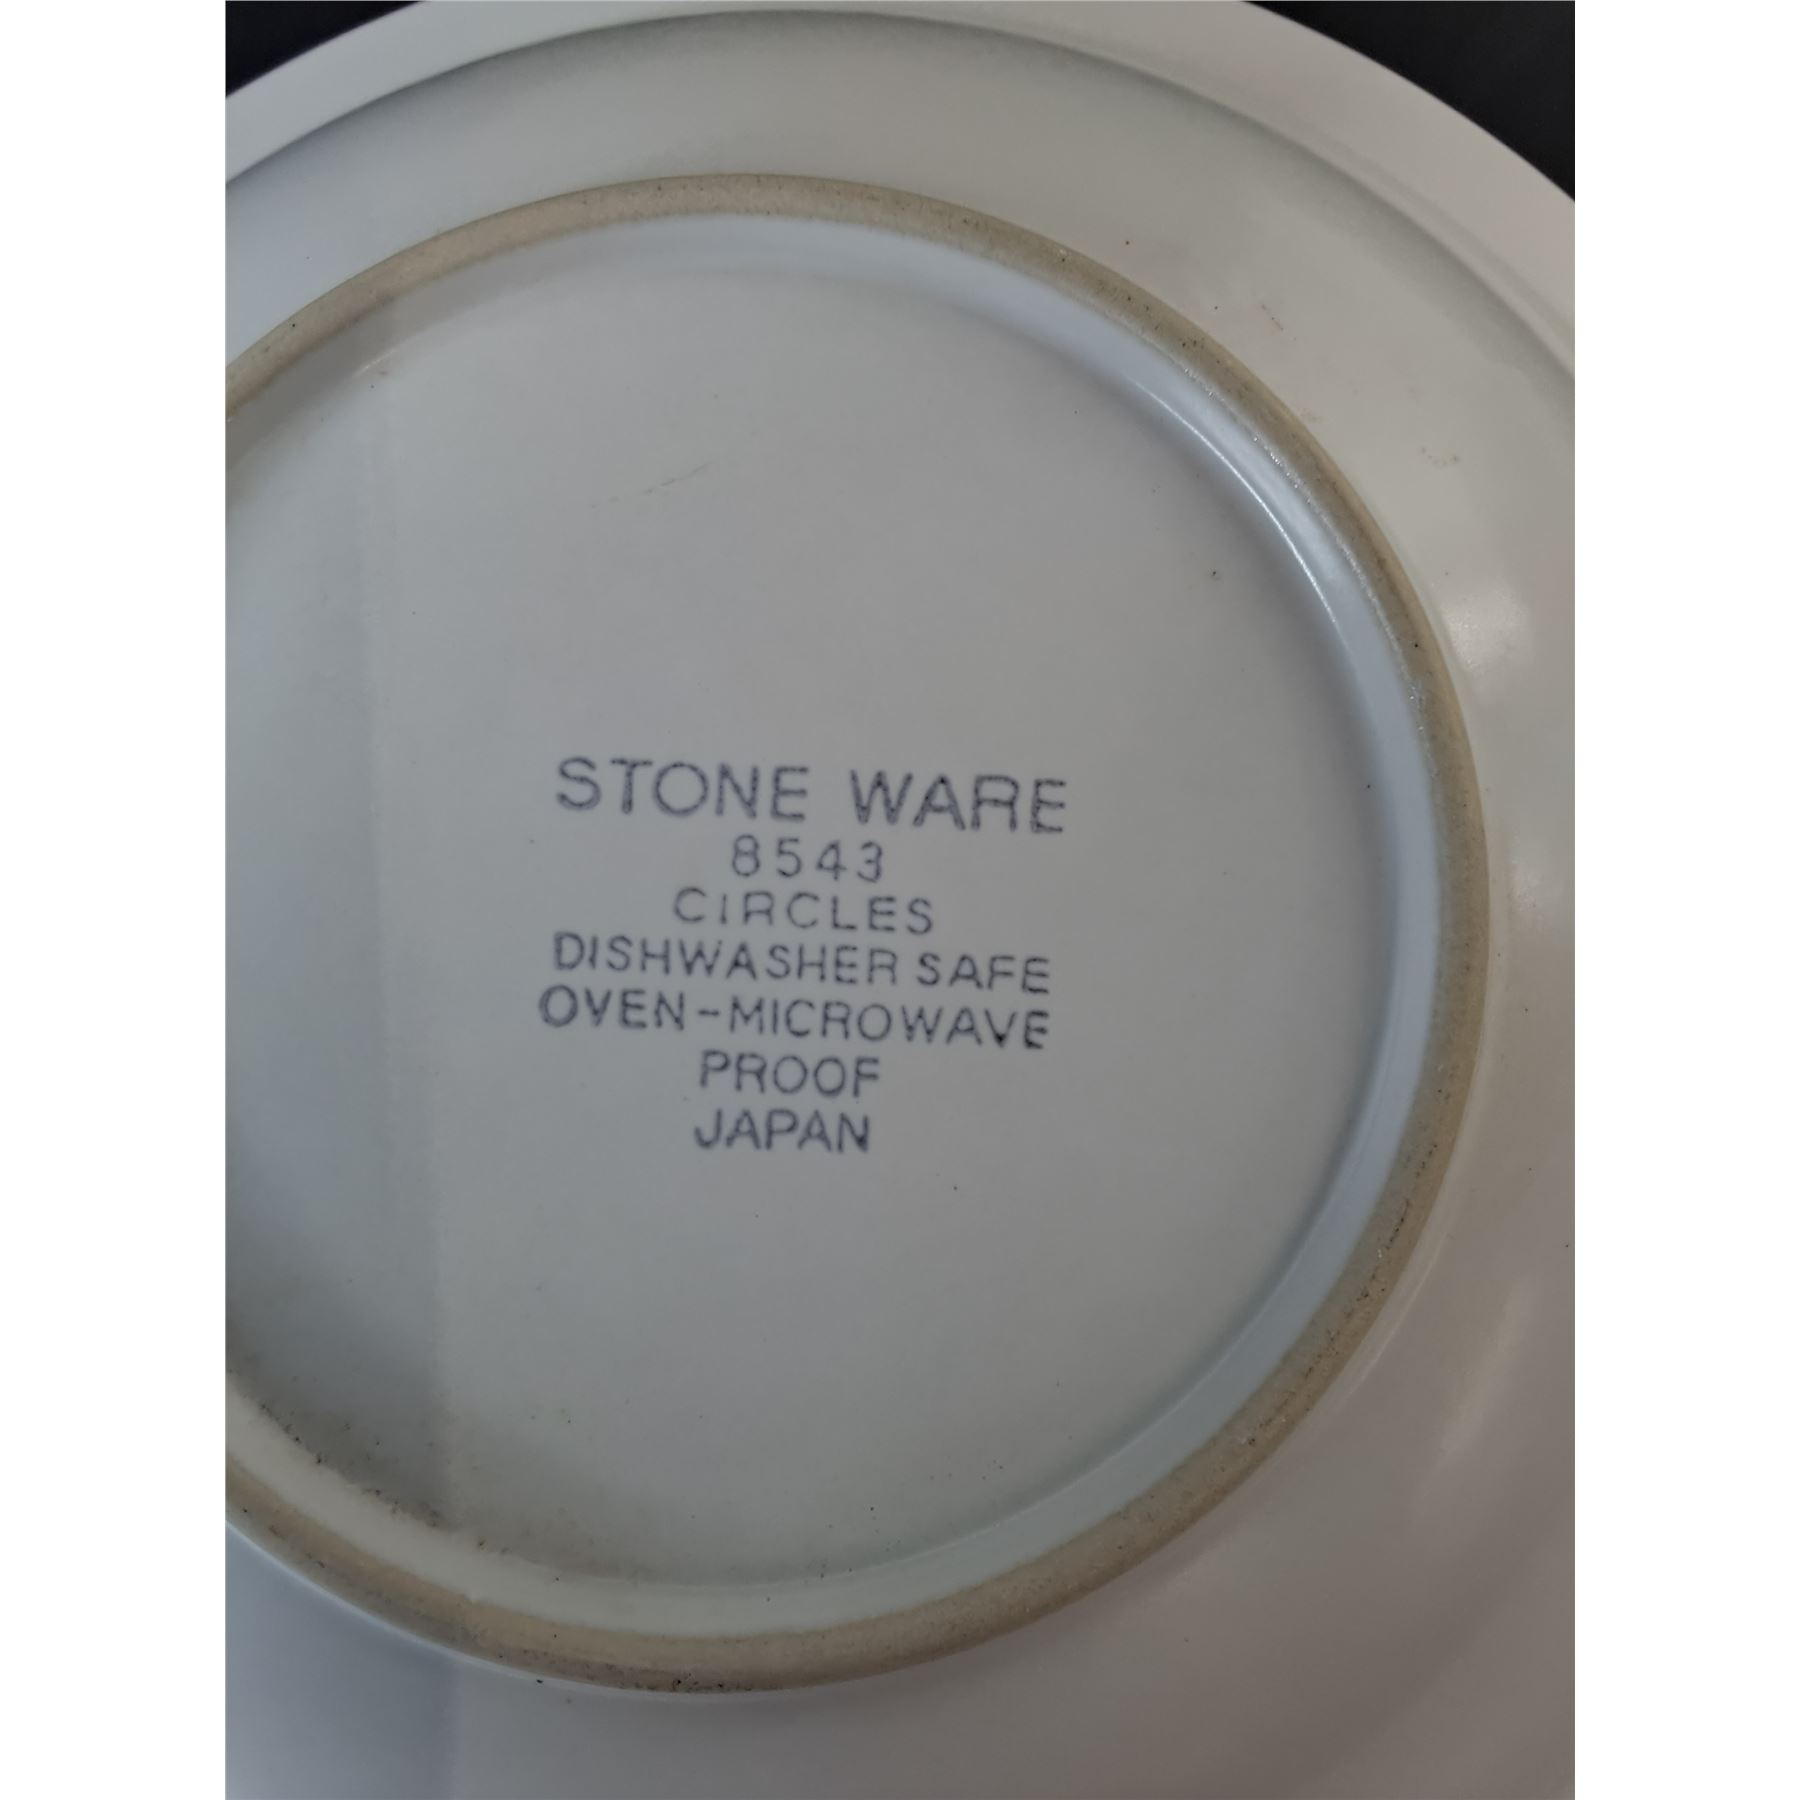 STONE WARE
8543
CIRCLES
DISHWASHER SAFE
OVEN-MICROWAVE
PROOF
JAPAN